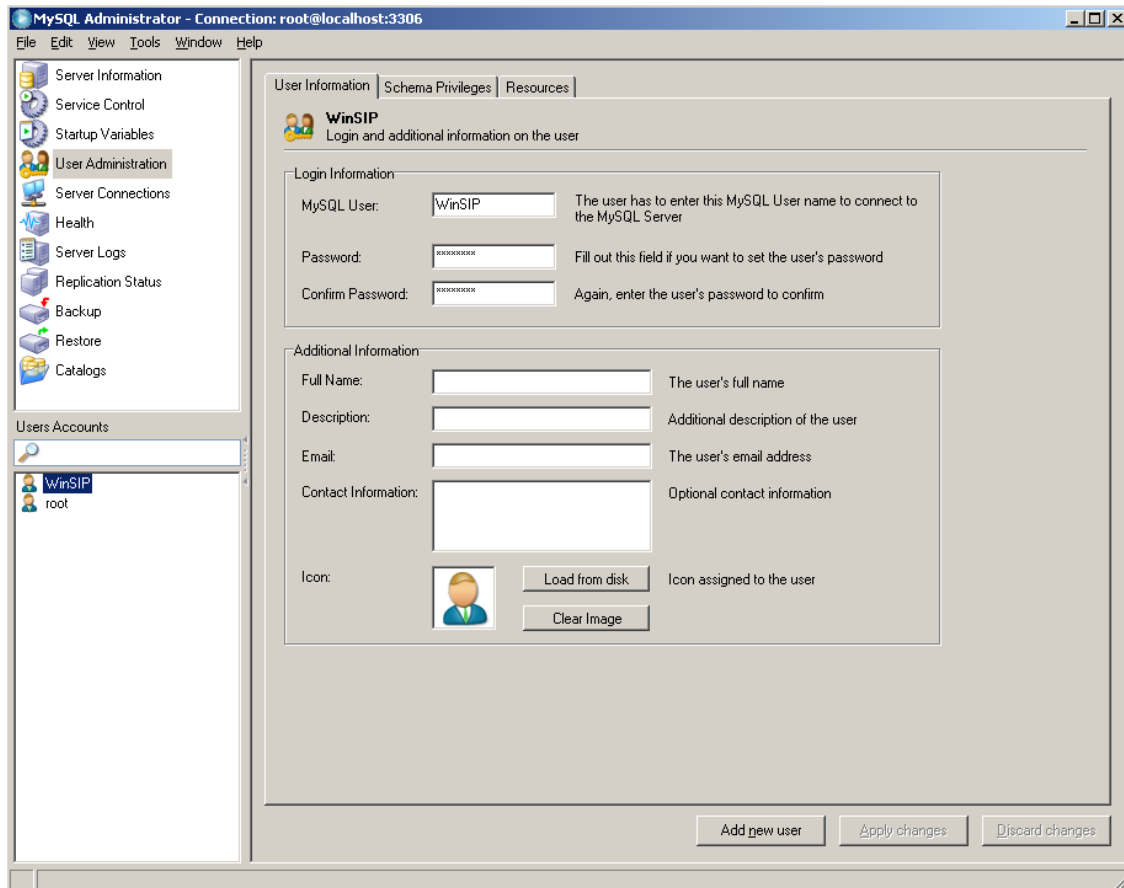 MySQL Administrator - Connection: root@localhost:3306
File Edit View Tools Window Help
Server Information
Service Control
Startup Variables
User Administration
Server Connections
Health
Server Logs
Replication Status
Backup
Restore
Catalogs
Users Accounts
WinSIP
root
User Information Schema Privileges Resources
WinSIP
Login and additional information on the user
Login Information
MySQL User: WinSIP The user has to enter this MySQL User name to connect to
the MySQL Server
Password: ******** Fill out this field if you want to set the user's password
Confirm Password: ******** Again, enter the user's password to confirm
Additional Information
Full Name: The user's full name
Description: Additional description of the user
Email: The user's email address
Contact Information: Optional contact information
Icon: Load from disk Icon assigned to the user
Clear Image
Add new user Apply changes Discard changes